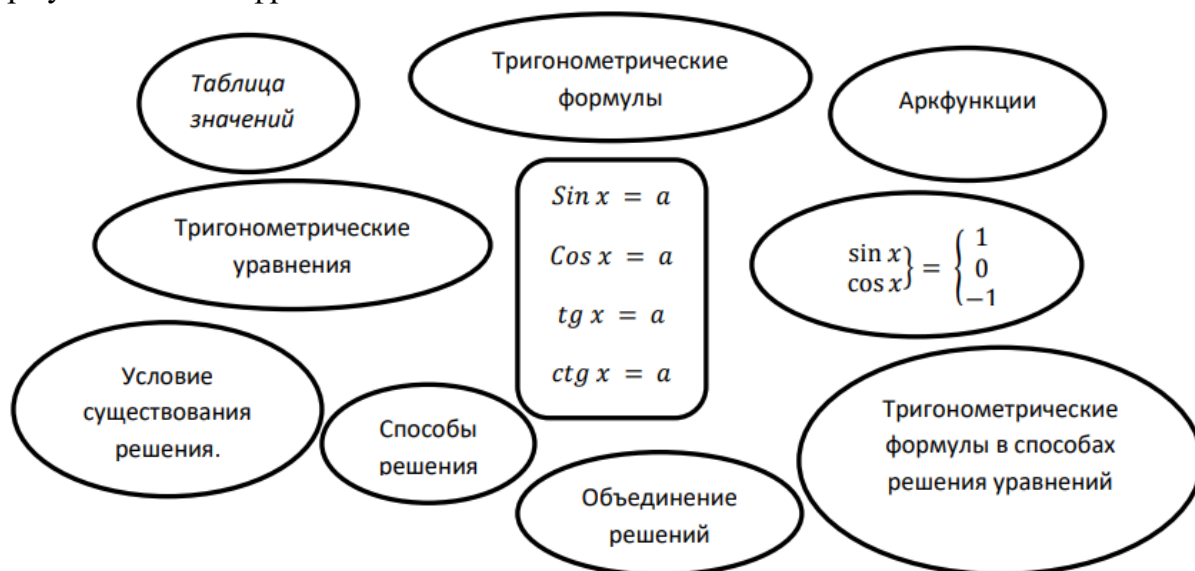 Таблица
значений
Тригонометрические
формулы
Аркфункции
Тригонометрические
уравнения
Sin x = a
Cos x = a
tg x = a
ctg x = a
sin x
cos x} = { 1
0
−1
Условие
существования
решения.
Способы
решения
Объединение
решений
Тригонометрические
формулы в способах
решения уравнений